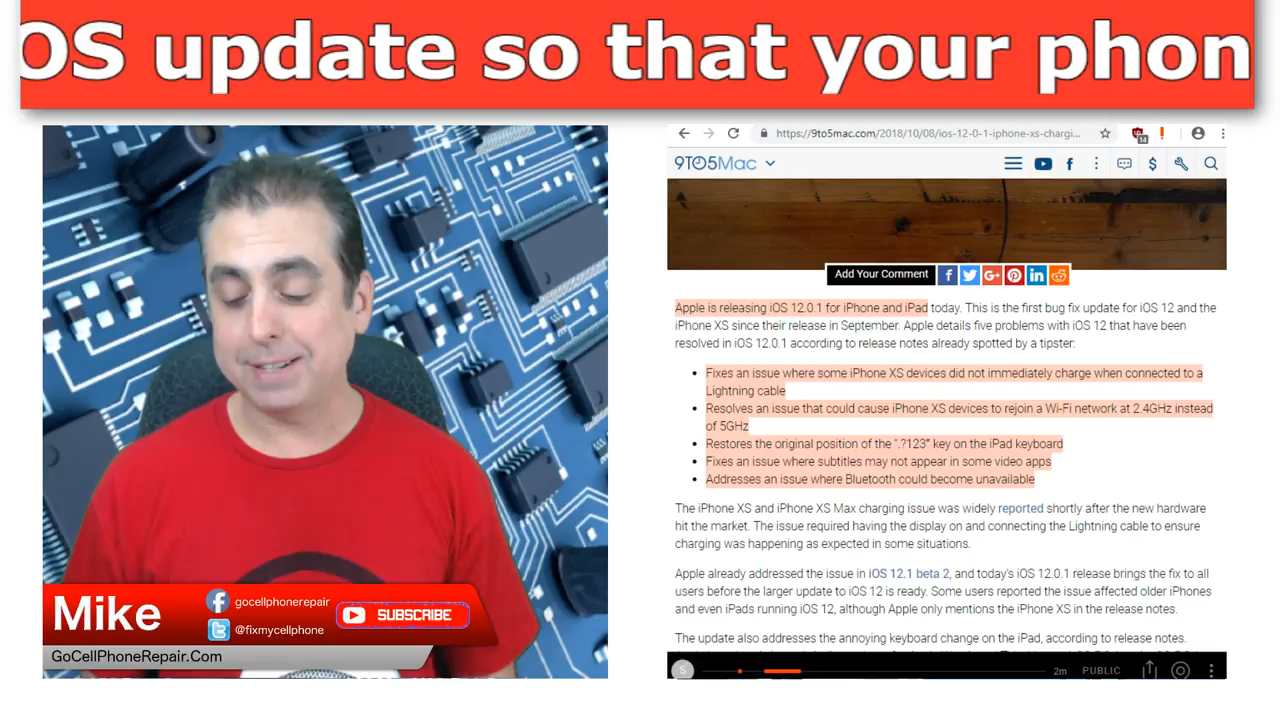 OS update so that your phon
https://9to5mac.com/2018/10/08/ios-12-0-1-iphone-xs-chargi...
14
9TO5Mac
Add Your Comment
Apple is releasing iOS 12.0.1 for iPhone and iPad today. This is the first bug fix update for iOS 12 and the
iPhone XS since their release in September. Apple details five problems with iOS 12 that have been
resolved in iOS 12.0.1 according to release notes already spotted by a tipster:
• Fixes an issue where some iPhone XS devices did not immediately charge when connected to a
Lightning cable
• Resolves an issue that could cause iPhone XS devices to rejoin a Wi-Fi network at 2.4GHz instead
of 5GHz
• Restores the original position of the ".?123" key on the iPad keyboard
• Fixes an issue where subtitles may not appear in some video apps
• Addresses an issue where Bluetooth could become unavailable
The iPhone XS and iPhone XS Max charging issue was widely reported shortly after the new hardware
hit the market. The issue required having the display on and connecting the Lightning cable to ensure
charging was happening as expected in some situations.
Apple already addressed the issue in iOS 12.1 beta 2, and today's iOS 12.0.1 release brings the fix to all
users before the larger update to iOS 12 is ready. Some users reported the issue affected older iPhones
and even iPads running iOS 12, although Apple only mentions the iPhone XS in the release notes.
The update also addresses the annoying keyboard change on the iPad, according to release notes.
S
2m
PUBLIC
Mike
gocellphonerepair
@fixmycellphone
SUBSCRIBE
GoCellPhoneRepair.Com